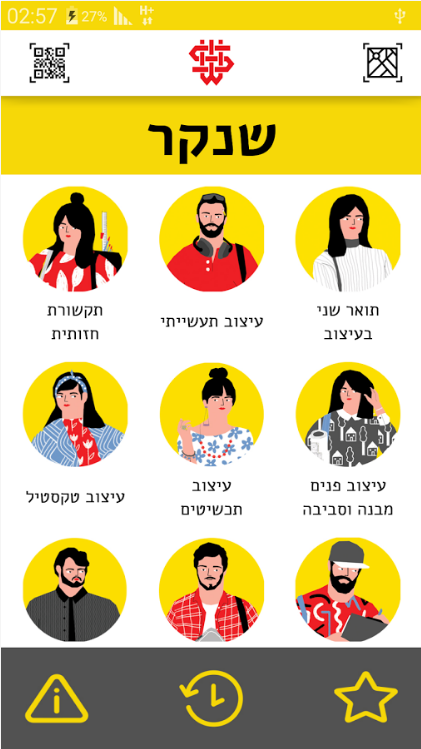 02:57 27% H+
שנקר
תואר שני
בעיצוב
עיצוב תעשייתי
תקשורת
חזותית
עיצוב פנים
מבנה וסביבה
עיצוב
תכשיטים
עיצוב טקסטיל